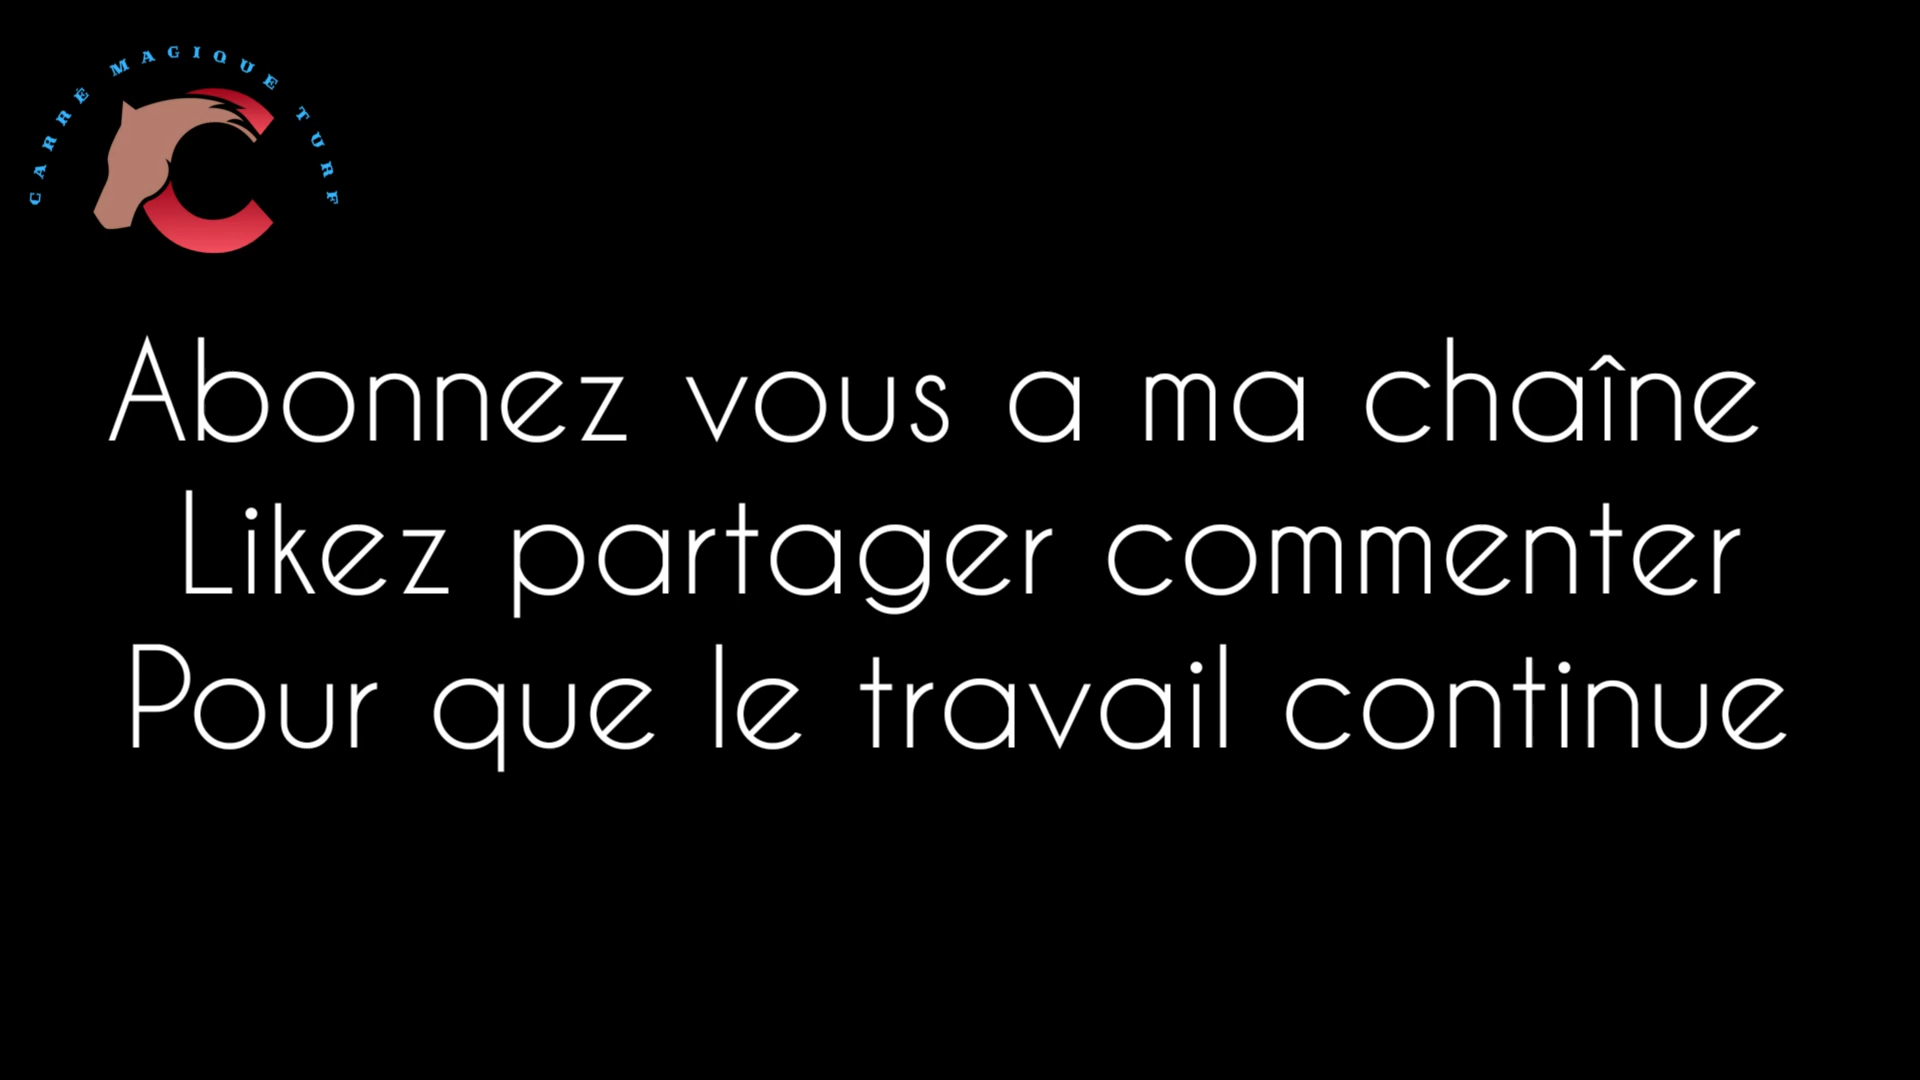 CARRÉ MAGIQUE TURF
Abonnez vous a ma chaîne
Likez partager commenter
Pour que le travail continue